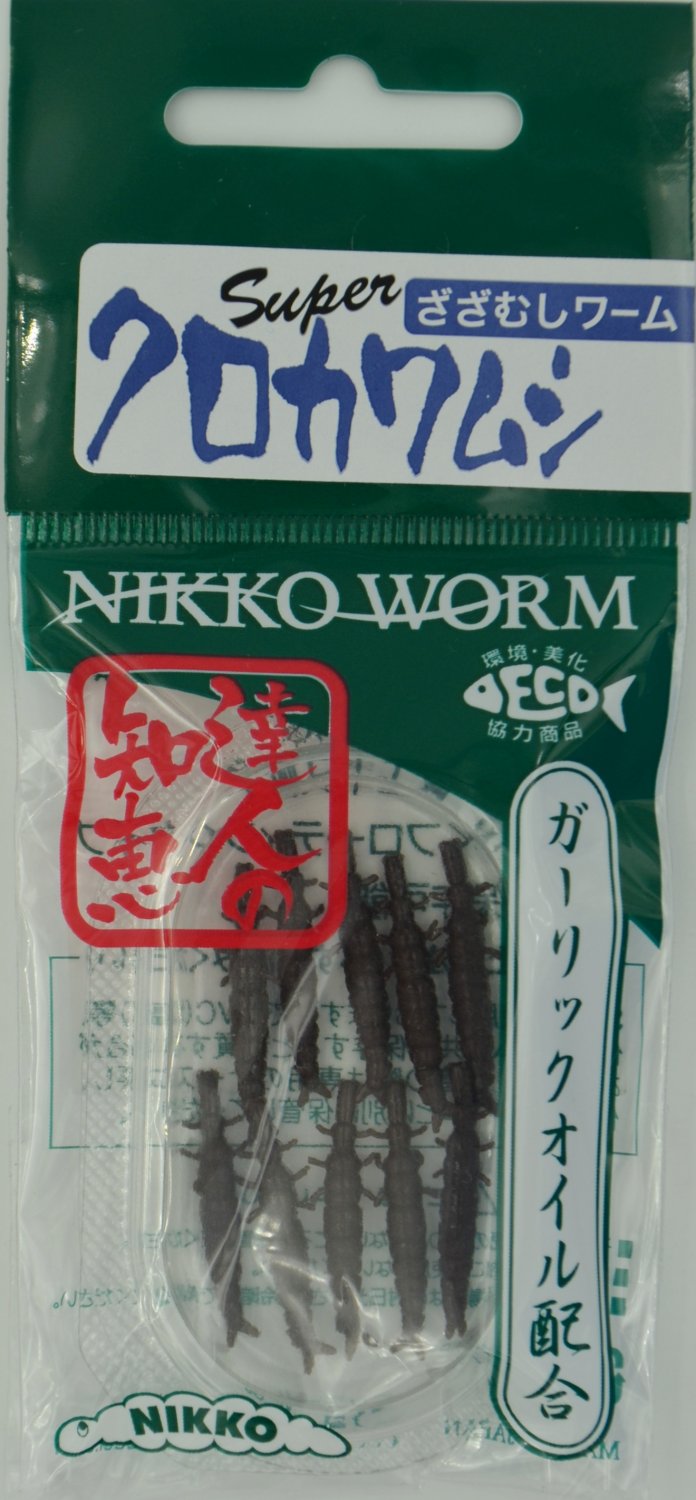 Super
ざざむしワーム
クロカワムシ
NIKKO WORM
環境・美化
ECO
協力商品
達人の
知恵
ガーリックオイル配合
NIKKO